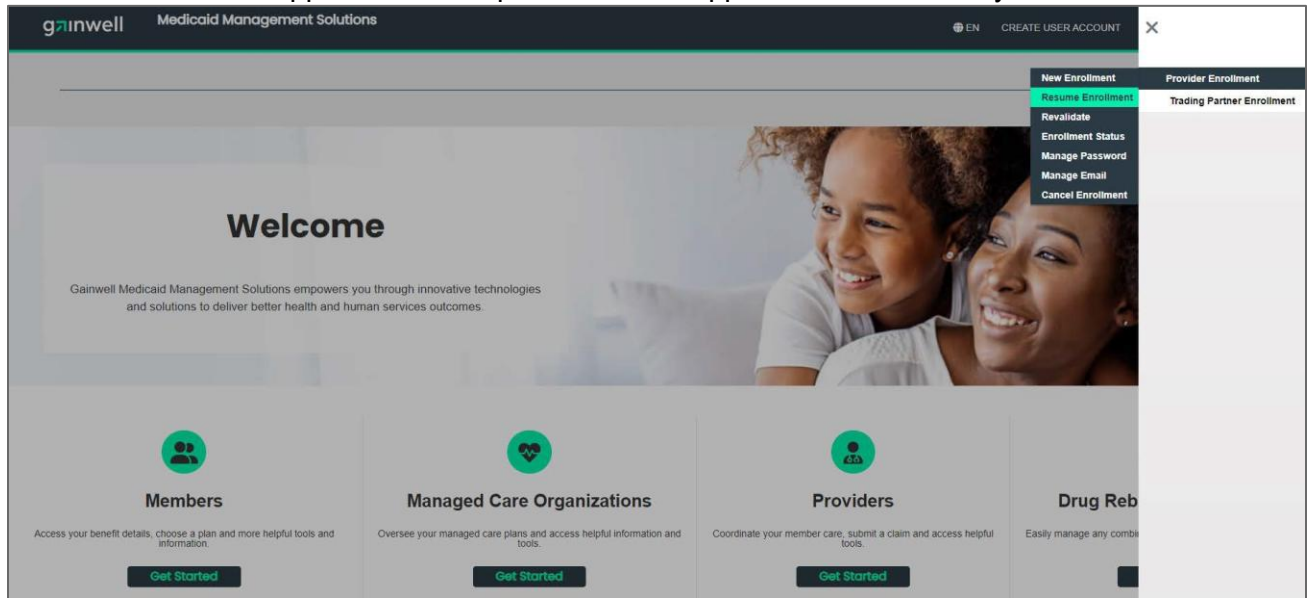 gainwell
Medicaid Management Solutions
EN
CREATE USER ACCOUNT
New Enrollment
Resume Enrollment
Revalidate
Enrollment Status
Manage Password
Manage Email
Cancel Enrollment
Provider Enrollment
Trading Partner Enrollment
Welcome
Gainwell Medicaid Management Solutions empowers you through innovative technologies
and solutions to deliver better health and human services outcomes.
Members
Access your benefit details, choose a plan and more helpful tools and
information.
Get Started
Managed Care Organizations
Oversee your managed care plans and access helpful information and
tools.
Get Started
Providers
Coordinate your member care, submit a claim and access helpful
tools.
Get Started
Drug Reb
Easily manage any combi